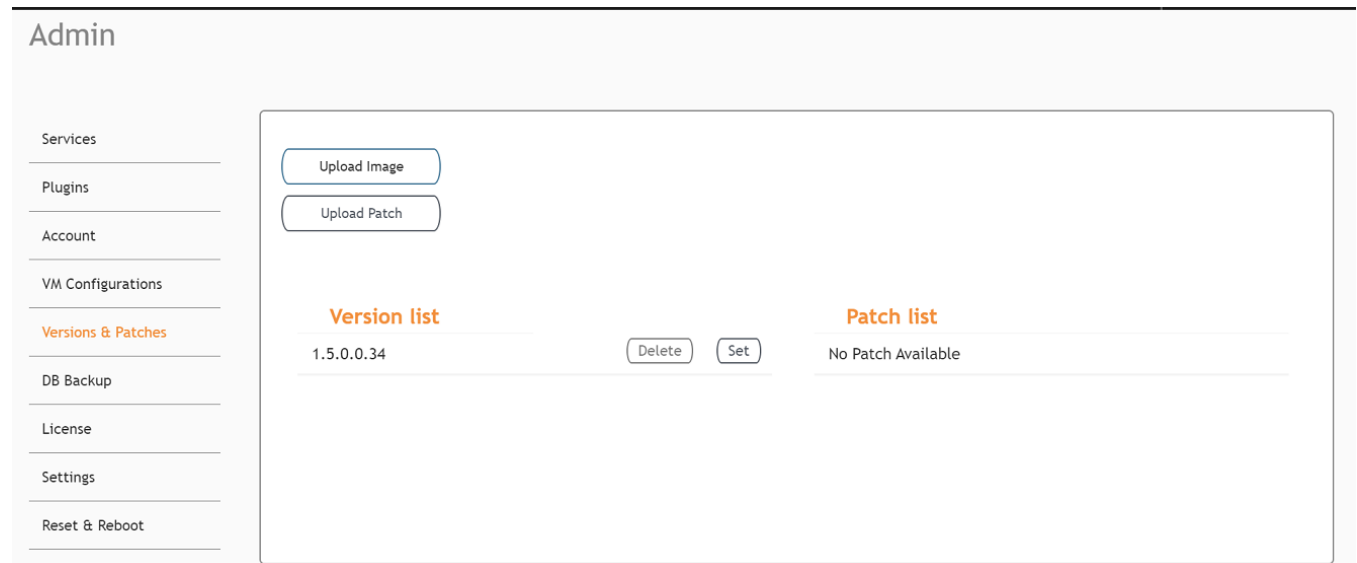 Admin
Services
Plugins
Account
VM Configurations
Versions & Patches
DB Backup
License
Settings
Reset & Reboot
Upload Image
Upload Patch
Version list
1.5.0.0.34 Delete Set
Patch list
No Patch Available